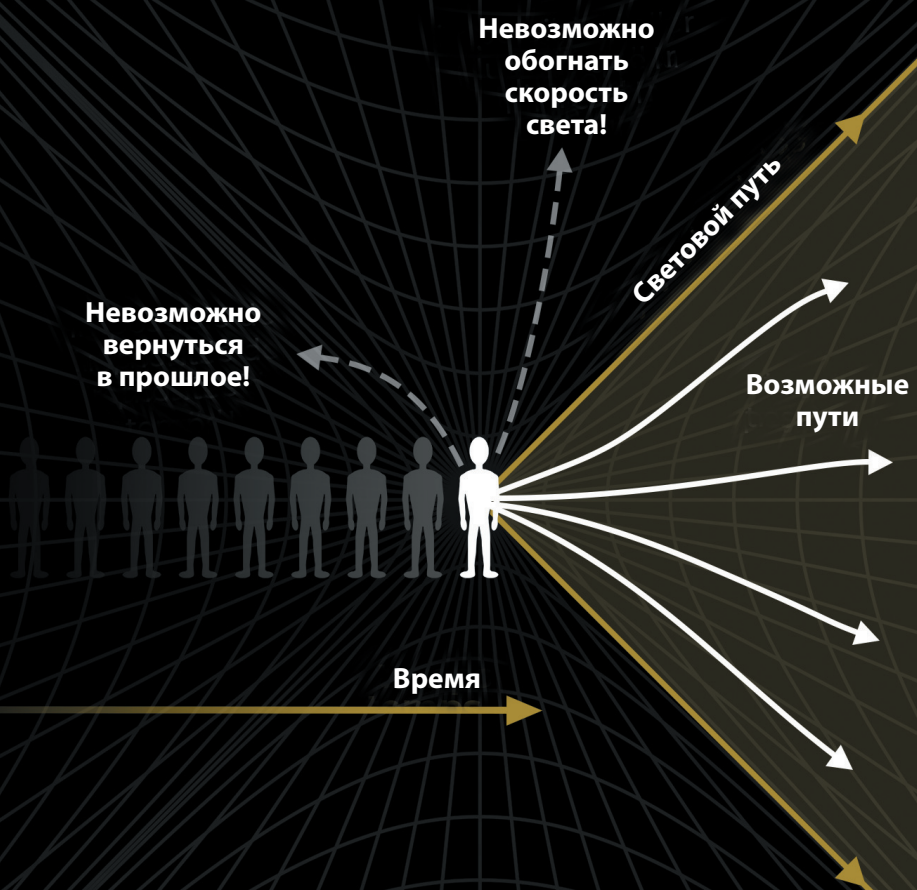 Невозможно
обогнать
скорость
света!
Световой путь
Невозможно
вернуться
в прошлое!
Возможные
пути
Время